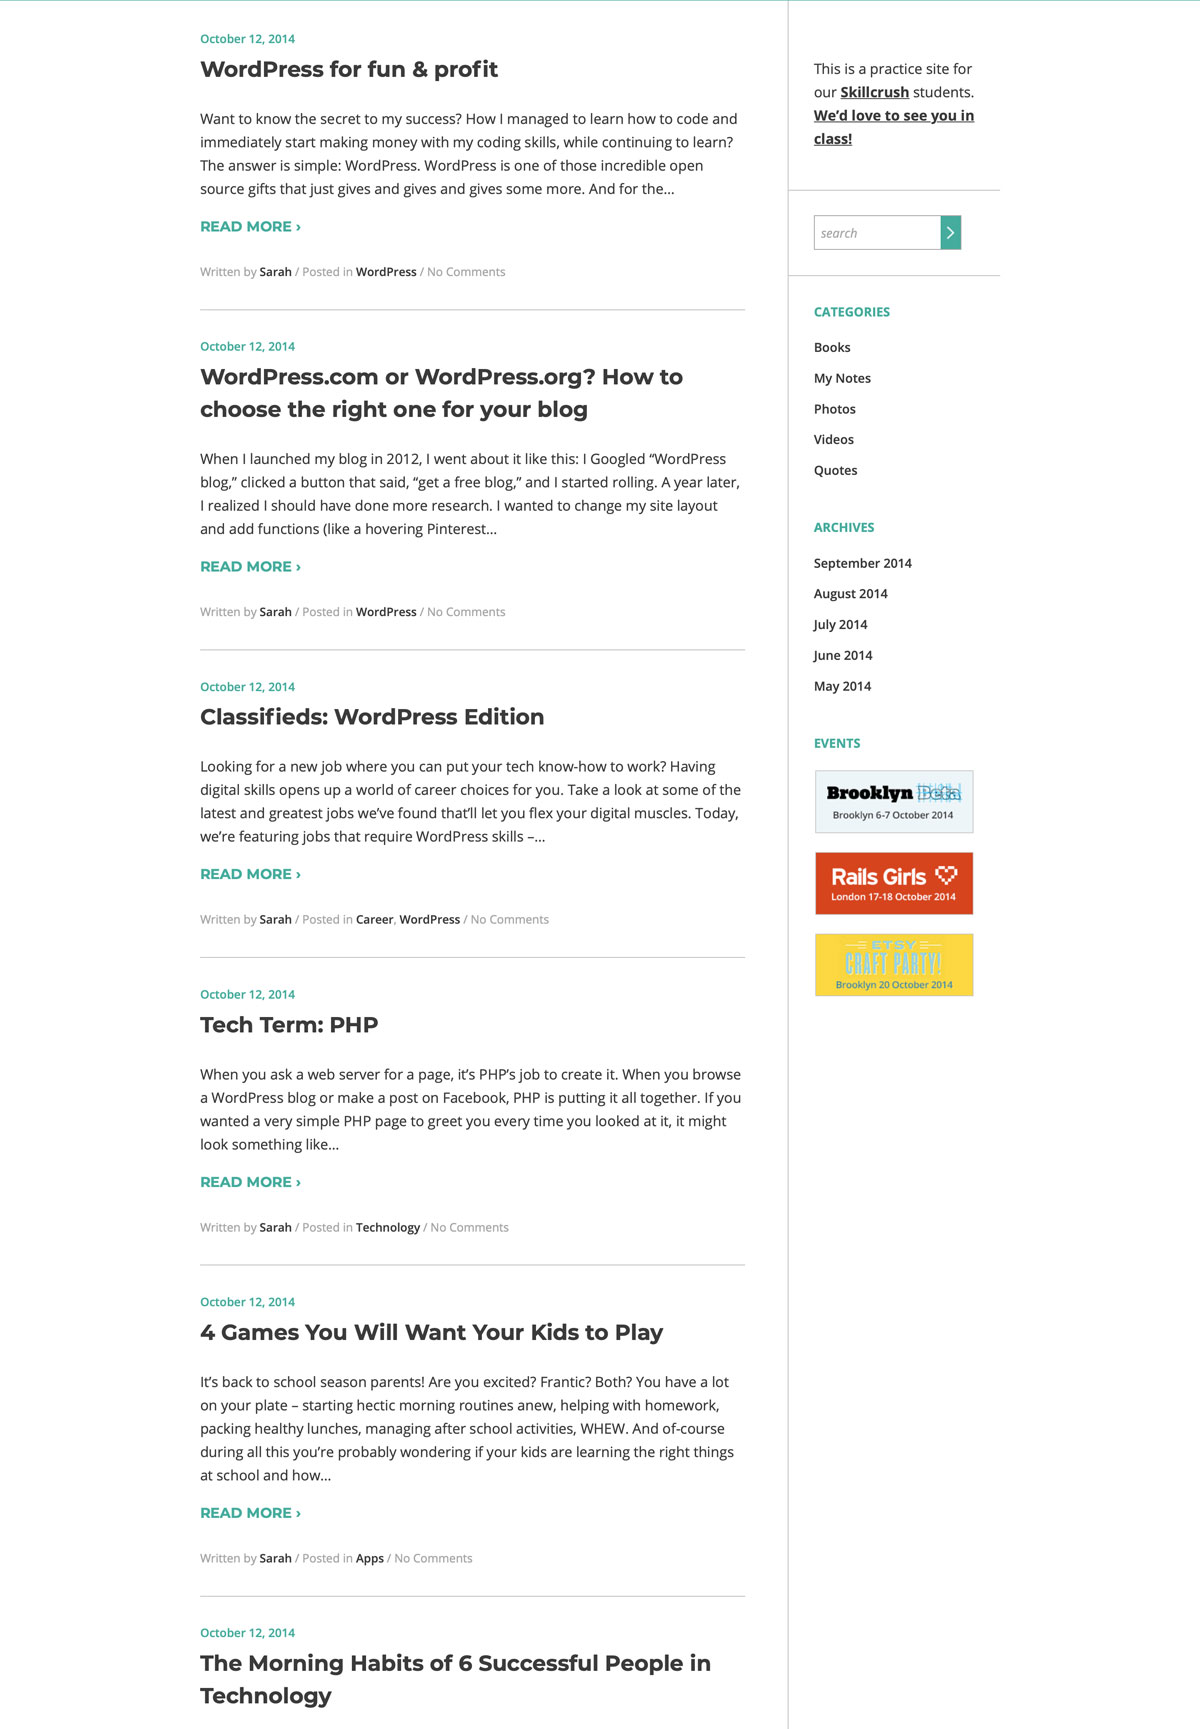 October 12, 2014
WordPress for fun & profit
Want to know the secret to my success? How I managed to learn how to code and
immediately start making money with my coding skills, while continuing to learn?
The answer is simple: WordPress. WordPress is one of those incredible open
source gifts that just gives and gives and gives some more. And for the...
READ MORE ›
Written by Sarah / Posted in WordPress / No Comments
October 12, 2014
WordPress.com or WordPress.org? How to
choose the right one for your blog
When I launched my blog in 2012, I went about it like this: I Googled “WordPress
blog,” clicked a button that said, “get a free blog,” and I started rolling. A year later,
I realized I should have done more research. I wanted to change my site layout
and add functions (like a hovering Pinterest...
READ MORE ›
Written by Sarah / Posted in WordPress / No Comments
October 12, 2014
Classifieds: WordPress Edition
Looking for a new job where you can put your tech know-how to work? Having
digital skills opens up a world of career choices for you. Take a look at some of the
latest and greatest jobs we’ve found that’ll let you flex your digital muscles. Today,
we’re featuring jobs that require WordPress skills –...
READ MORE ›
Written by Sarah / Posted in Career, WordPress / No Comments
October 12, 2014
Tech Term: PHP
When you ask a web server for a page, it’s PHP’s job to create it. When you browse
a WordPress blog or make a post on Facebook, PHP is putting it all together. If you
wanted a very simple PHP page to greet you every time you looked at it, it might
look something like...
READ MORE ›
Written by Sarah / Posted in Technology / No Comments
October 12, 2014
4 Games You Will Want Your Kids to Play
It’s back to school season parents! Are you excited? Frantic? Both? You have a lot
on your plate – starting hectic morning routines anew, helping with homework,
packing healthy lunches, managing after school activities, WHEW. And of-course
during all this you’re probably wondering if your kids are learning the right things
at school and how...
READ MORE ›
Written by Sarah / Posted in Apps / No Comments
October 12, 2014
The Morning Habits of 6 Successful People in
Technology
This is a practice site for
our Skillcrush students.
We’d love to see you in
class!
search
CATEGORIES
Books
My Notes
Photos
Videos
Quotes
ARCHIVES
September 2014
August 2014
July 2014
June 2014
May 2014
EVENTS
Brooklyn Beta
Brooklyn 6-7 October 2014
Rails Girls
London 17-18 October 2014
ETSY
CRAFT PARTY!
Brooklyn 20 October 2014